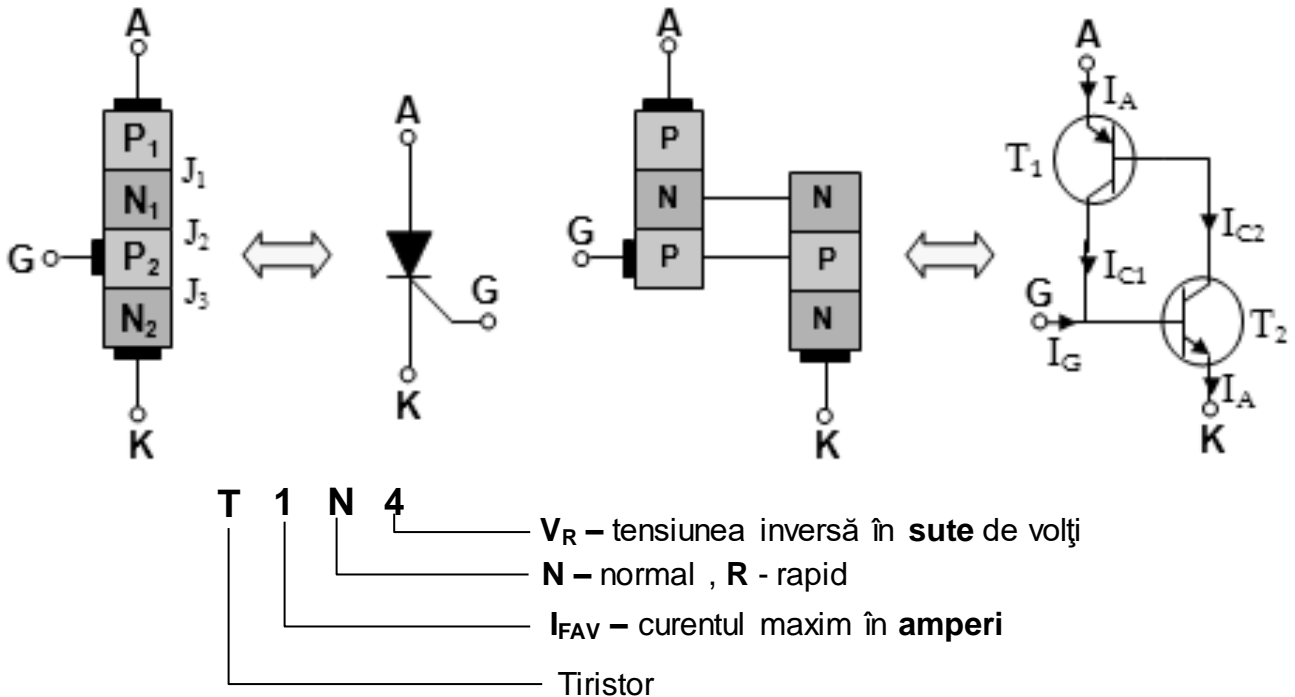 A
P1
J1
N1
J2
G
P2
J3
N2
K
A
G
K
A
P
N
N
G
P
P
N
K
A
IA
T1
IC2
IC1
G
T2
IG
IA
K
T 1 N 4
VR – tensiunea inversă în sute de volţi
N – normal , R - rapid
IFAV – curentul maxim în amperi
Tiristor